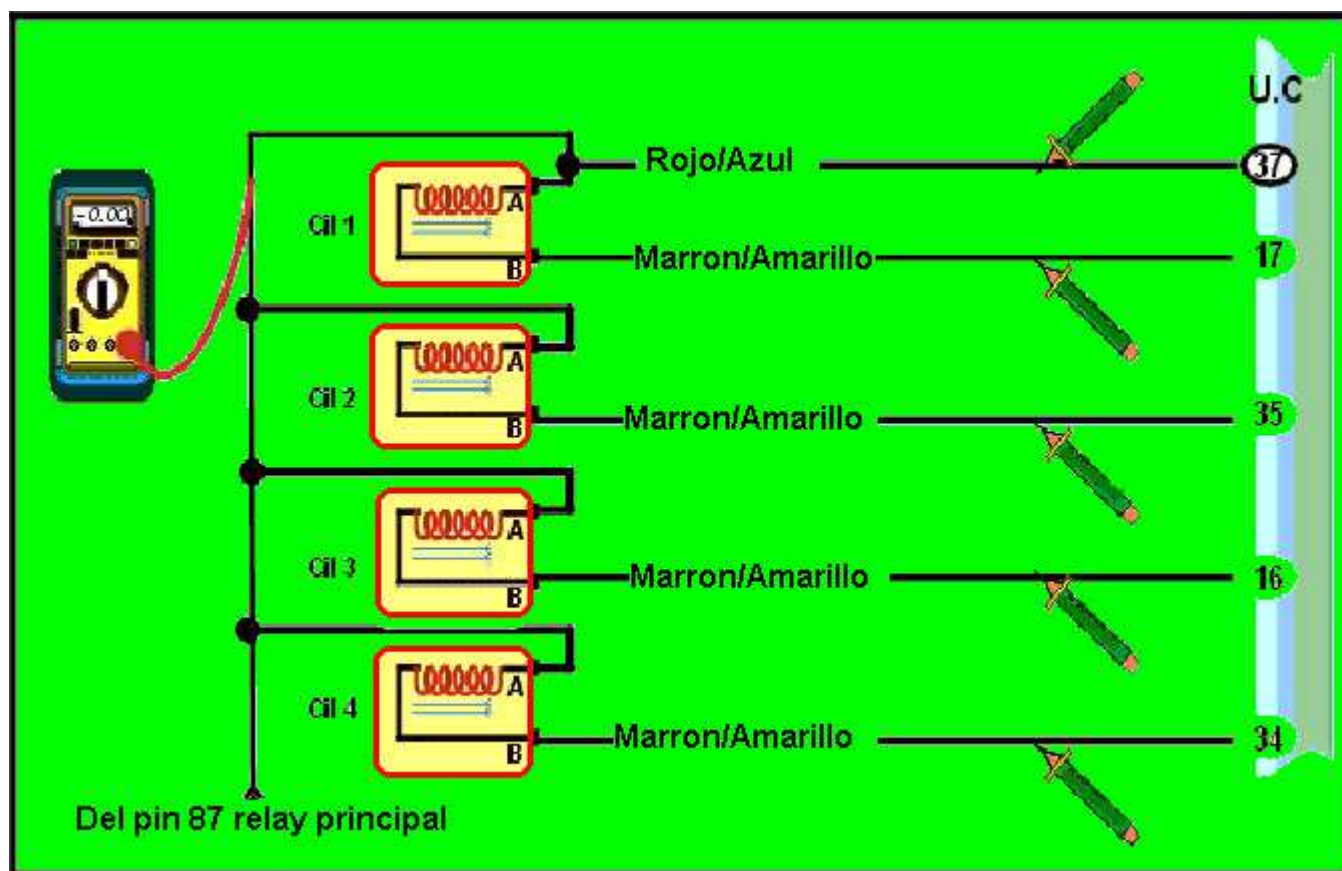 U.C
Rojo/Azul
37
-0.00
A
Cil 1
B
Marron/Amarillo
17
A
Cil 2
B
Marron/Amarillo
35
A
Cil 3
B
Marron/Amarillo
16
A
Cil 4
B
Marron/Amarillo
34
Del pin 87 relay principal